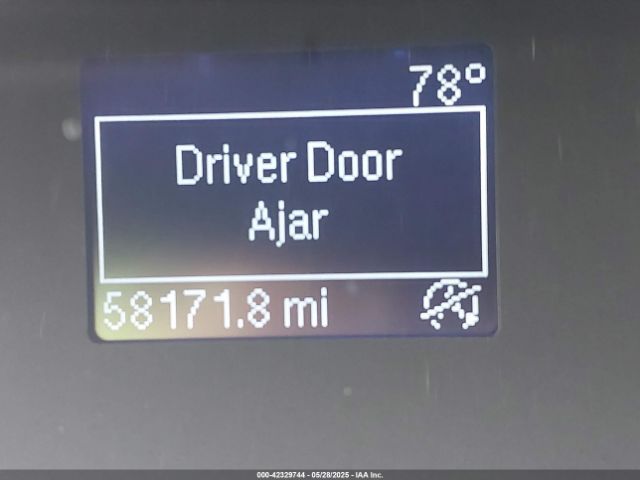 78°
Driver Door
Ajar
58171.8 mi
000-42329744 - 05/28/2025 - IAA Inc.